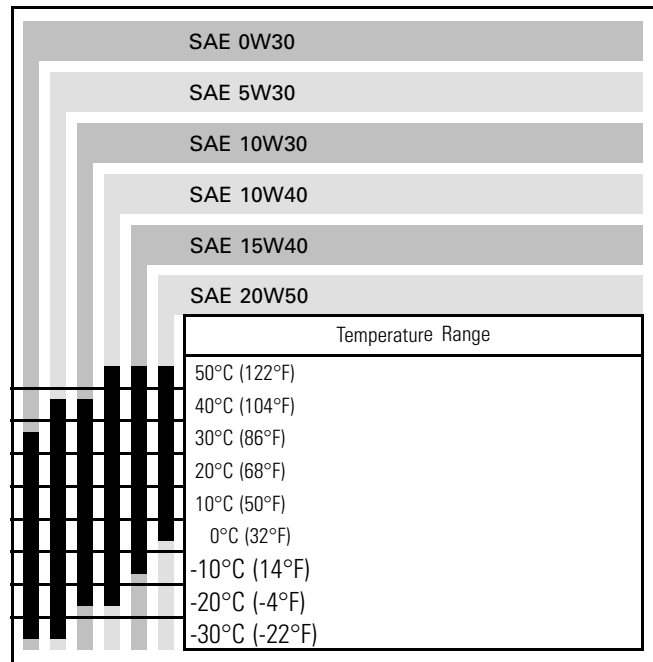 SAE 0W30
SAE 5W30
SAE 10W30
SAE 10W40
SAE 15W40
SAE 20W50
Temperature Range
50°C (122°F)
40°C (104°F)
30°C (86°F)
20°C (68°F)
10°C (50°F)
0°C (32°F)
-10°C (14°F)
-20°C (-4°F)
-30°C (-22°F)